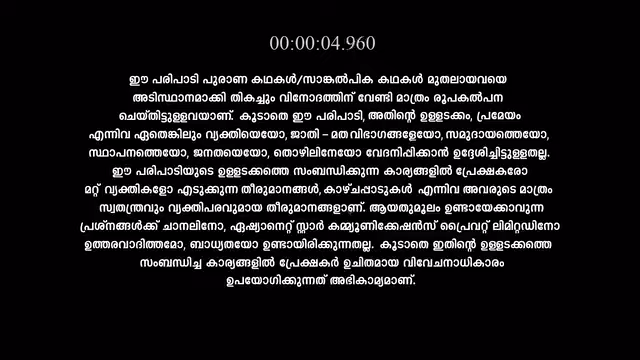 00:00:04.960
ഈ പരിപാടി പുരാണ കഥകൾ/സാങ്കൽപിക കഥകൾ മുതലായവയെ
അടിസ്ഥാനമാക്കി തികച്ചും വിനോദത്തിന് വേണ്ടി മാത്രം രൂപകൽപന
ചെയ്തിട്ടുള്ളവയാണ്. കൂടാതെ ഈ പരിപാടി, അതിന്റെ ഉള്ളടക്കം, പ്രമേയം
എന്നിവ ഏതെങ്കിലും വ്യക്തിയെയോ, ജാതി – മതവിഭാഗങ്ങളേയോ, സമുദായത്തെയോ,
സ്ഥാപനത്തെയോ, ജനതയെയോ, തൊഴിലിനേയോ വേദനിപ്പിക്കാൻ ഉദ്ദേശിച്ചിട്ടുള്ളതല്ല.
ഈ പരിപാടിയുടെ ഉള്ളടക്കത്തെ സംബന്ധിക്കുന്ന കാര്യങ്ങളിൽ പ്രേക്ഷകരോ
മറ്റ് വ്യക്തികളോ എടുക്കുന്ന തീരുമാനങ്ങൾ, കാഴ്ചപ്പാടുകൾ എന്നിവ അവരുടെ മാത്രം
സ്വതന്ത്രവും വ്യക്തിപരവുമായ തീരുമാനങ്ങളാണ്. ആയതുമൂലം ഉണ്ടായേക്കാവുന്ന
പ്രശ്നങ്ങൾക്ക് ചാനലിനോ, ഏഷ്യാനെറ്റ് സ്റ്റാർ കമ്മ്യൂണിക്കേഷൻസ് പ്രൈവറ്റ് ലിമിറ്റഡിനോ
ഉത്തരവാദിത്തമോ, ബാധ്യതയോ ഉണ്ടായിരിക്കുന്നതല്ല. കൂടാതെ ഇതിന്റെ ഉള്ളടക്കത്തെ
സംബന്ധിച്ച കാര്യങ്ങളിൽ പ്രേക്ഷകർ ഉചിതമായ വിവേചനാധികാരം
ഉപയോഗിക്കുന്നത് അഭികാമ്യമാണ്.